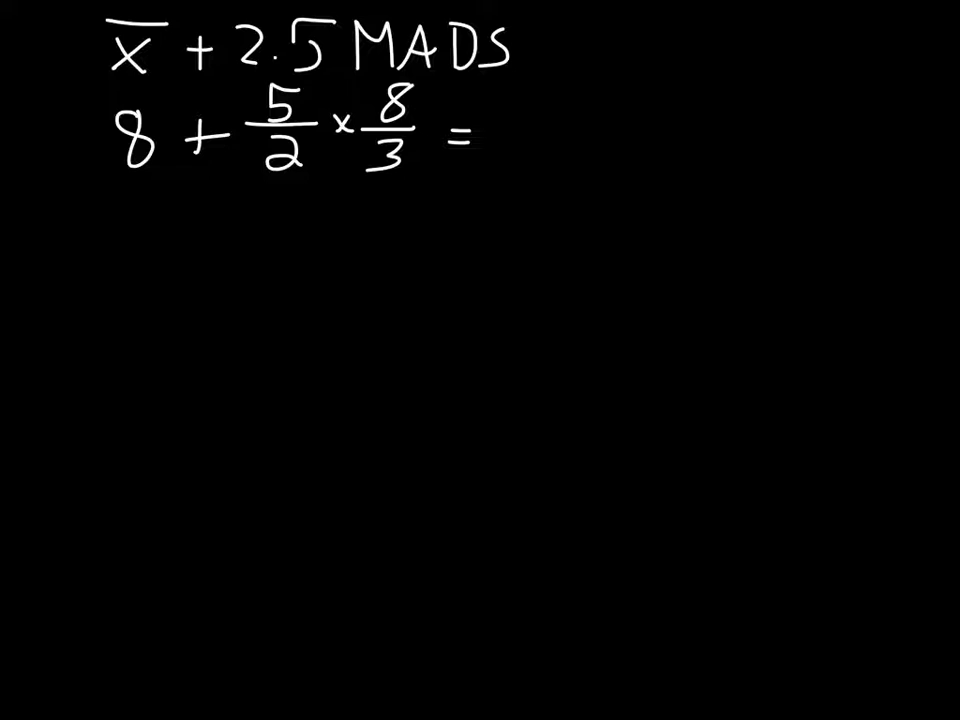 x̅ + 2.5 MADS
8 + 5/2 × 8/3 =